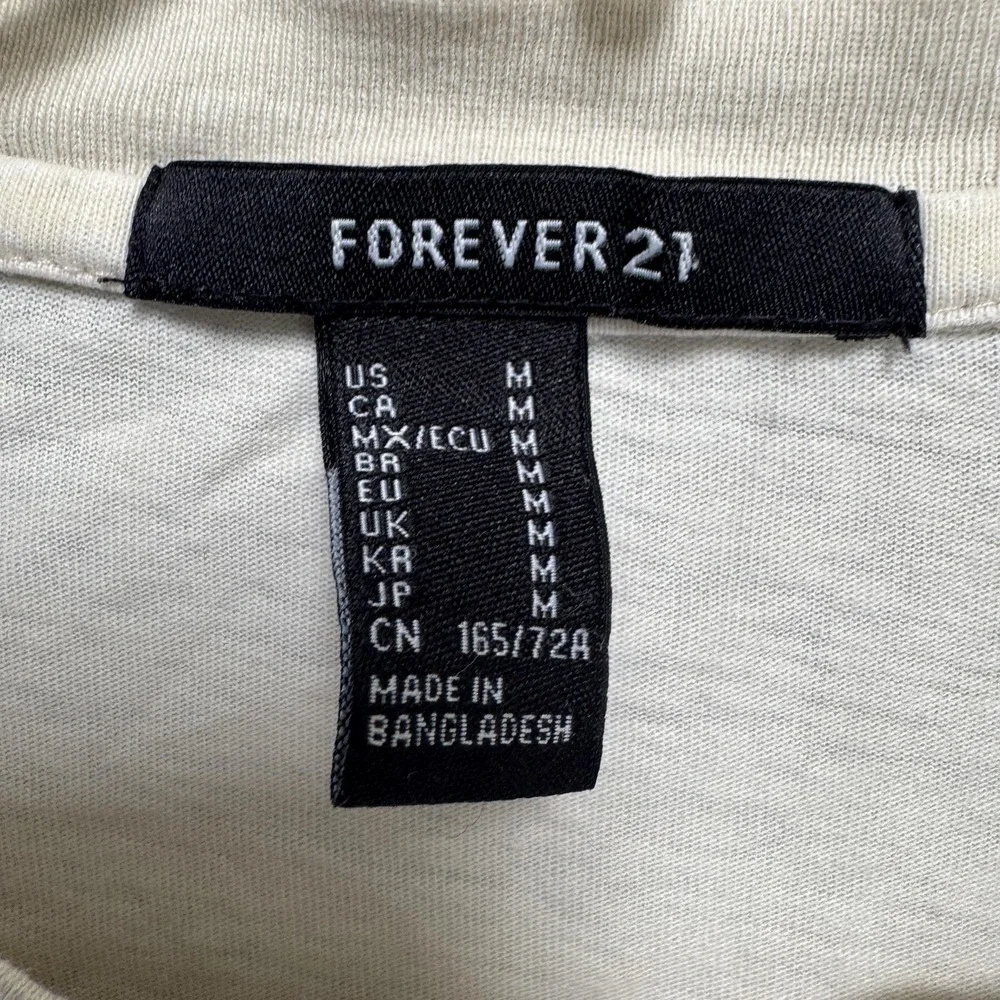 FOREVER 21
US M
CA M
MX/ECU M
BR M
EU M
UK M
KR M
JP M
CN 165/72A
MADE IN
BANGLADESH